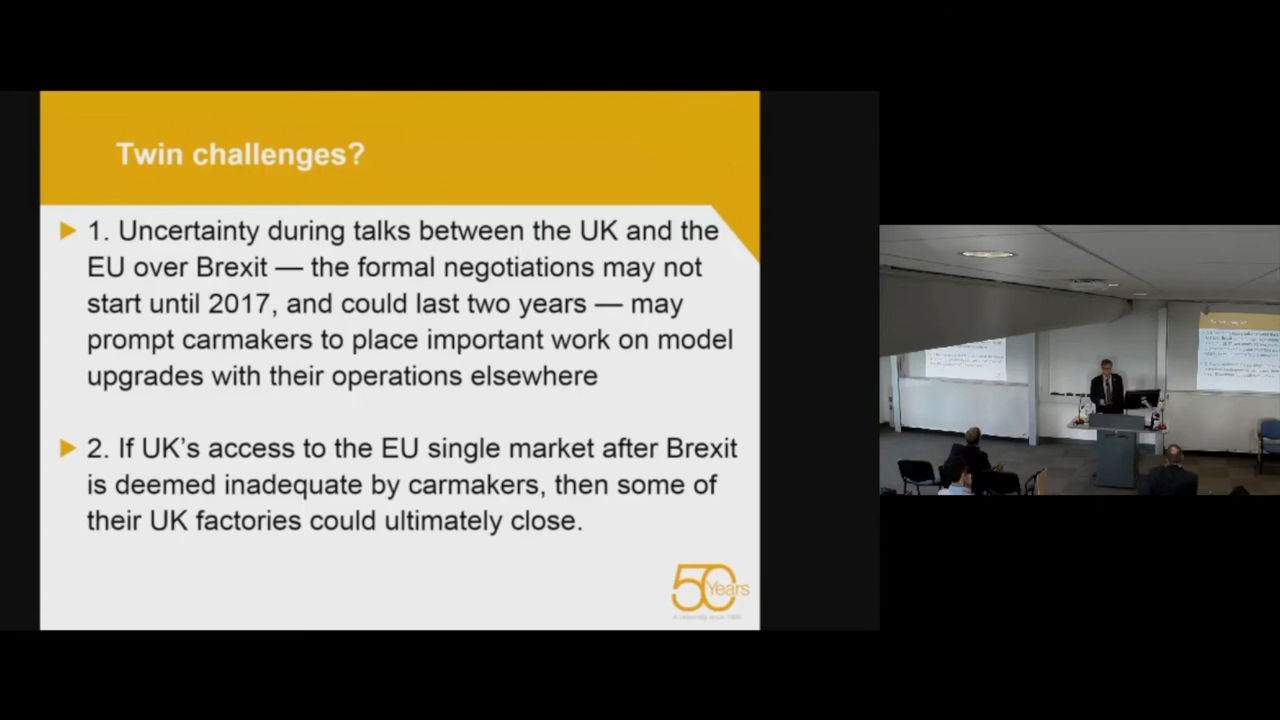 Twin challenges?
1. Uncertainty during talks between the UK and the
EU over Brexit — the formal negotiations may not
start until 2017, and could last two years — may
prompt carmakers to place important work on model
upgrades with their operations elsewhere
2. If UK’s access to the EU single market after Brexit
is deemed inadequate by carmakers, then some of
their UK factories could ultimately close.
50
Years
Twin challenges?